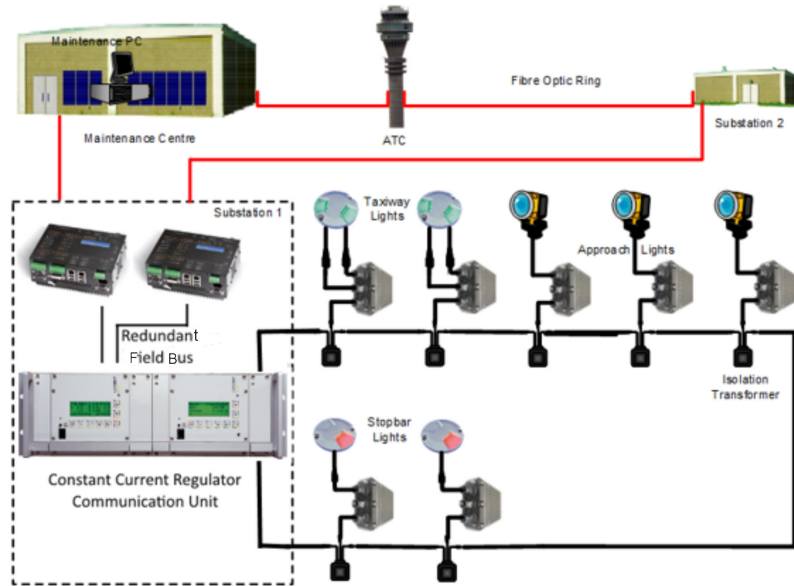 Maintenance PC
Fibre Optic Ring
Maintenance Centre
ATC
Substation 2
Substation 1
Taxiway
Lights
Approach Lights
Redundant
Field Bus
Isolation
Transformer
Stopbar
Lights
Constant Current Regulator
Communication Unit